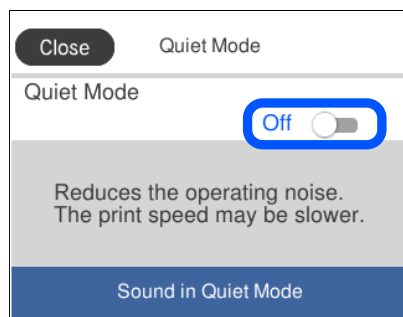 Close
Quiet Mode
Quiet Mode
Off
Reduces the operating noise.
The print speed may be slower.
Sound in Quiet Mode